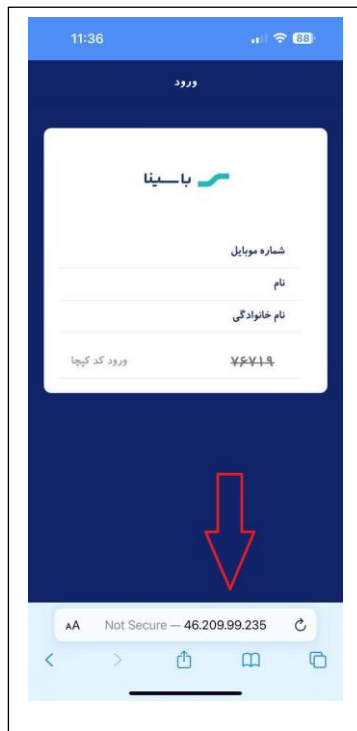 11:36 88
ورود
باسینا
شماره موبایل
نام
نام خانوادگی
۷۶۷۱۹ ورود کد کپچا
AA Not Secure — 46.209.99.235